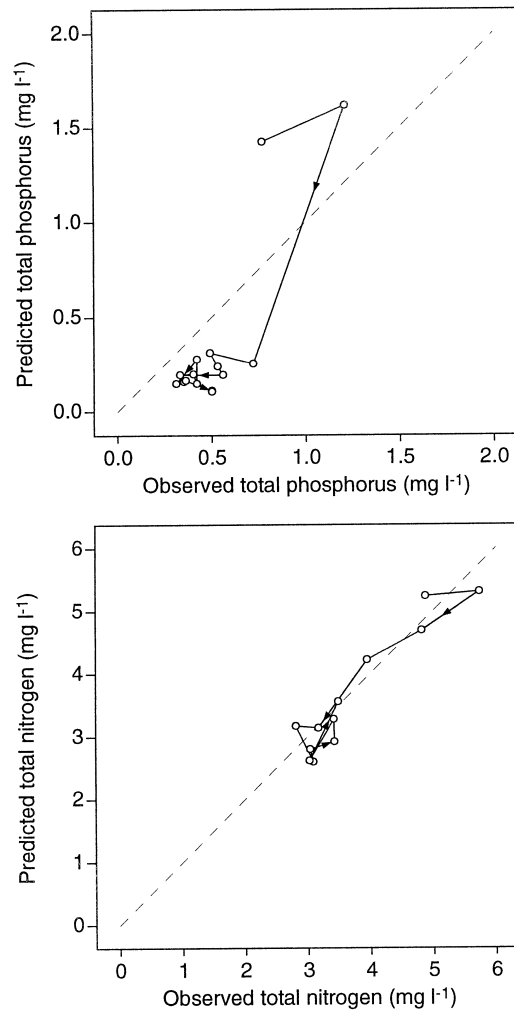 2.0
1.5
1.0
0.5
0.0
Predicted total phosphorus (mg l-1)
0.0 0.5 1.0 1.5 2.0
Observed total phosphorus (mg l-1)
6
5
4
3
2
1
0
Predicted total nitrogen (mg l-1)
0 1 2 3 4 5 6
Observed total nitrogen (mg l-1)